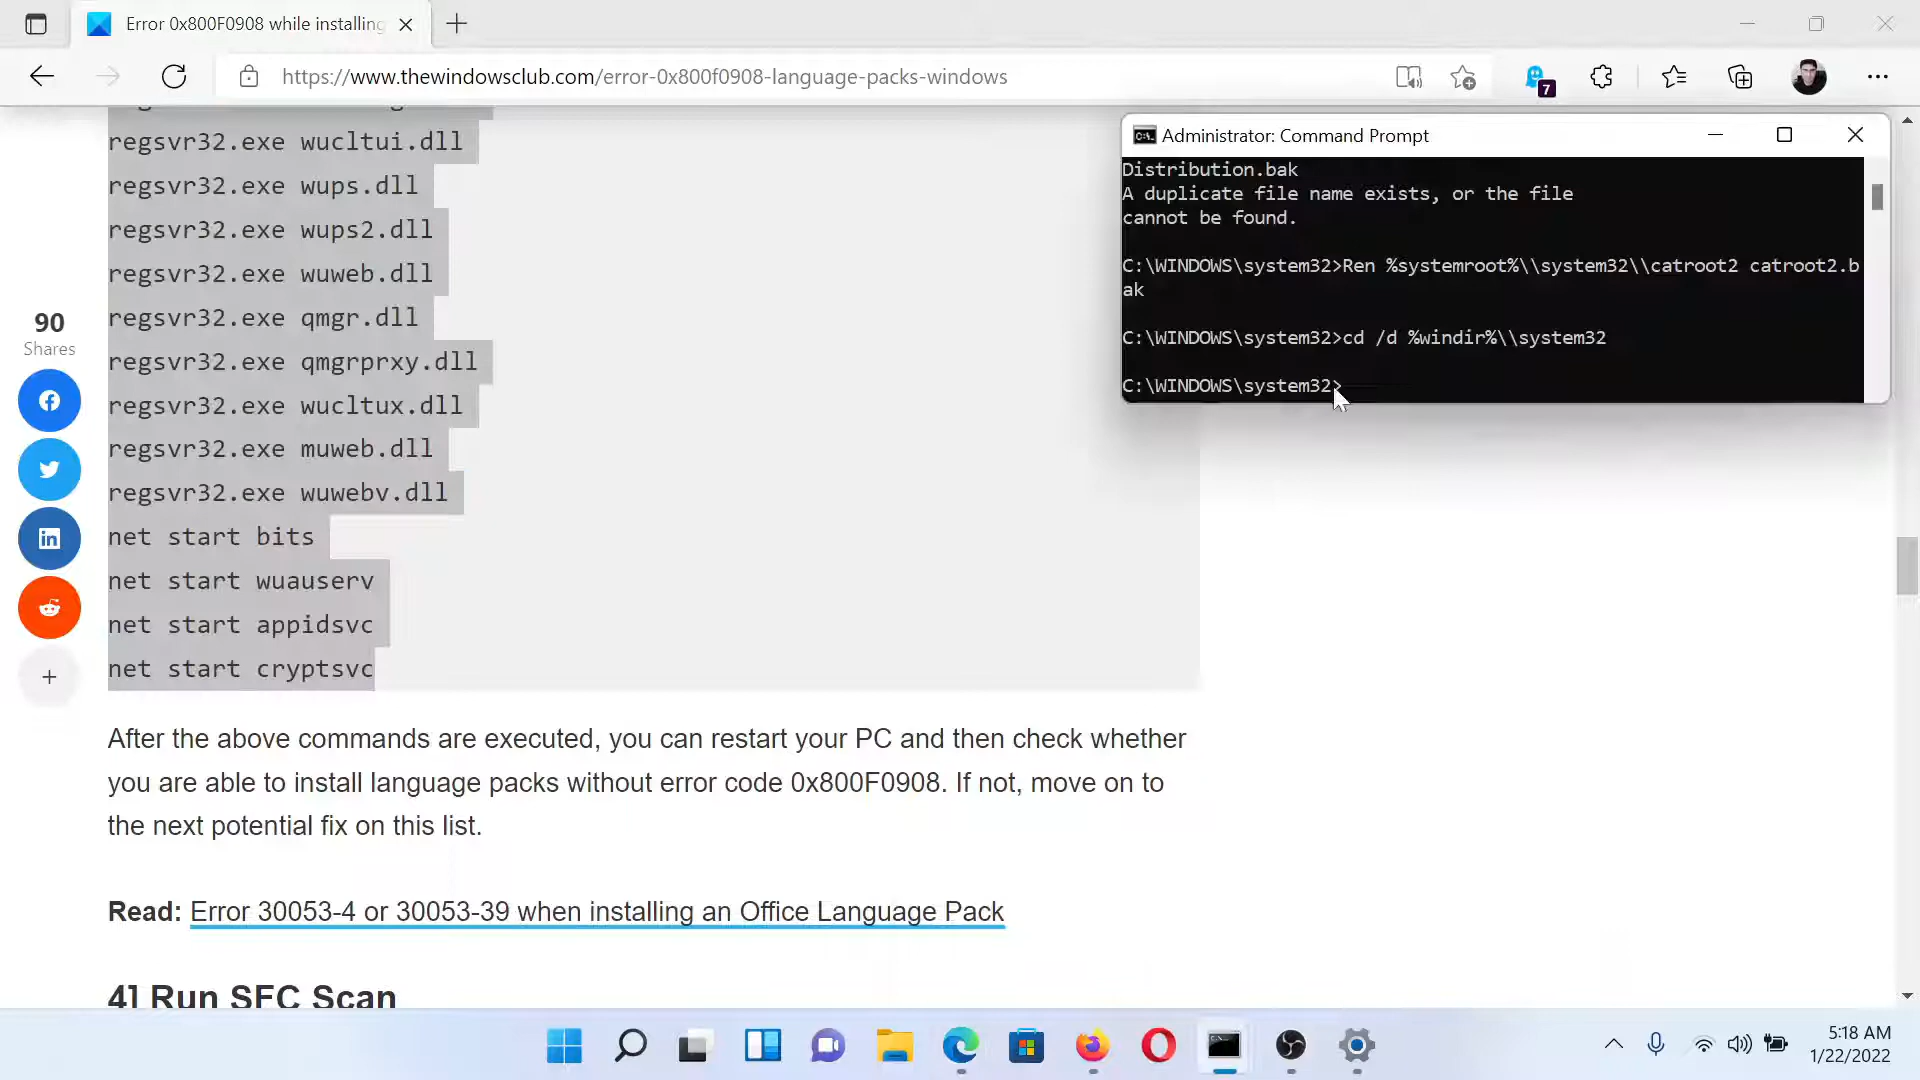 Error 0x800F0908 while installing
https://www.thewindowsclub.com/error-0x800f0908-language-packs-windows
7
regsvr32.exe wucltui.dll
regsvr32.exe wups.dll
regsvr32.exe wups2.dll
regsvr32.exe wuweb.dll
regsvr32.exe qmgr.dll
regsvr32.exe qmgrprxy.dll
regsvr32.exe wucltux.dll
regsvr32.exe muweb.dll
regsvr32.exe wuwebv.dll
net start bits
net start wuauserv
net start appidsvc
net start cryptsvc
90
Shares
Administrator: Command Prompt
Distribution.bak
A duplicate file name exists, or the file
cannot be found.
C:\WINDOWS\system32>Ren %systemroot%\\system32\\catroot2 catroot2.b
ak
C:\WINDOWS\system32>cd /d %windir%\\system32
C:\WINDOWS\system32>
After the above commands are executed, you can restart your PC and then check whether
you are able to install language packs without error code 0x800F0908. If not, move on to
the next potential fix on this list.
Read: Error 30053-4 or 30053-39 when installing an Office Language Pack
4] Run SFC Scan
5:18 AM
1/22/2022